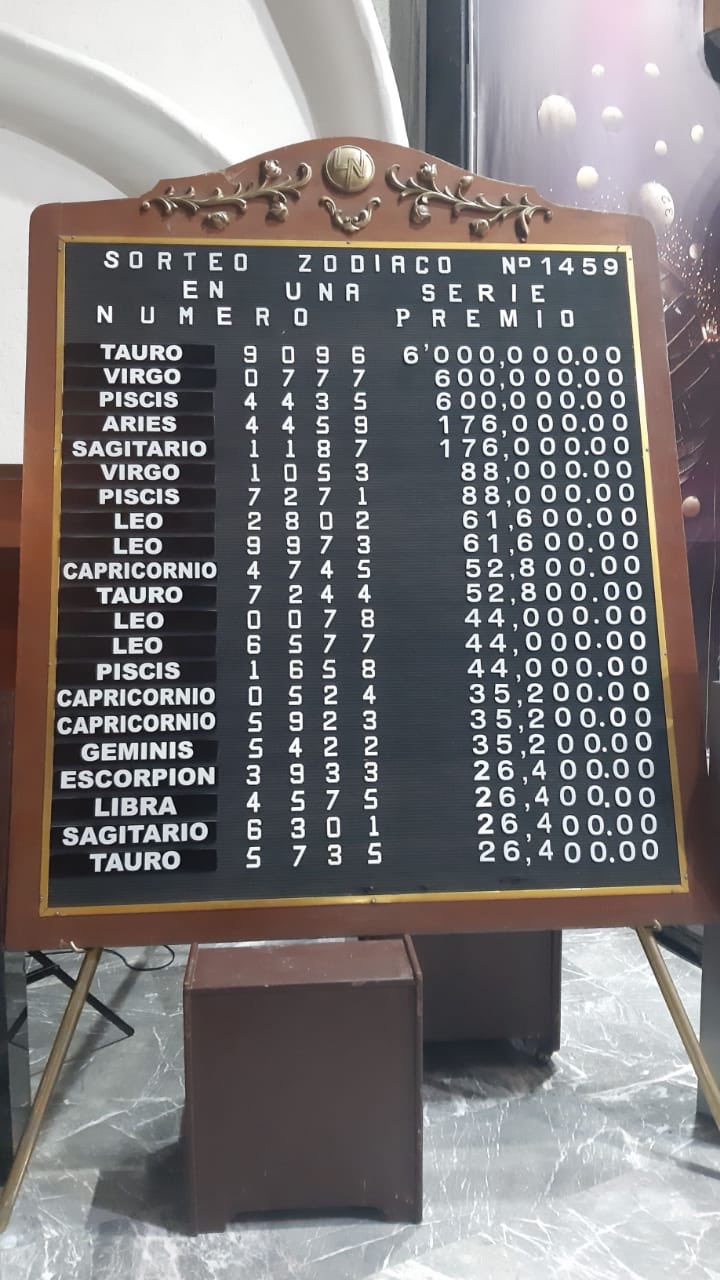 LN
SORTEO ZODIACO Nº 1459
EN UNA SERIE
NUMERO PREMIO
TAURO 9096 6'000,000.00
VIRGO 0777 600,000.00
PISCIS 4435 600,000.00
ARIES 4459 176,000.00
SAGITARIO 1187 176,000.00
VIRGO 1053 88,000.00
PISCIS 7271 88,000.00
LEO 2802 61,600.00
LEO 9973 61,600.00
CAPRICORNIO 4745 52,800.00
TAURO 7244 52,800.00
LEO 0078 44,000.00
LEO 6577 44,000.00
PISCIS 1658 44,000.00
CAPRICORNIO 0524 35,200.00
CAPRICORNIO 5923 35,200.00
GEMINIS 5422 35,200.00
ESCORPION 3933 26,400.00
LIBRA 4575 26,400.00
SAGITARIO 6301 26,400.00
TAURO 5735 26,400.00